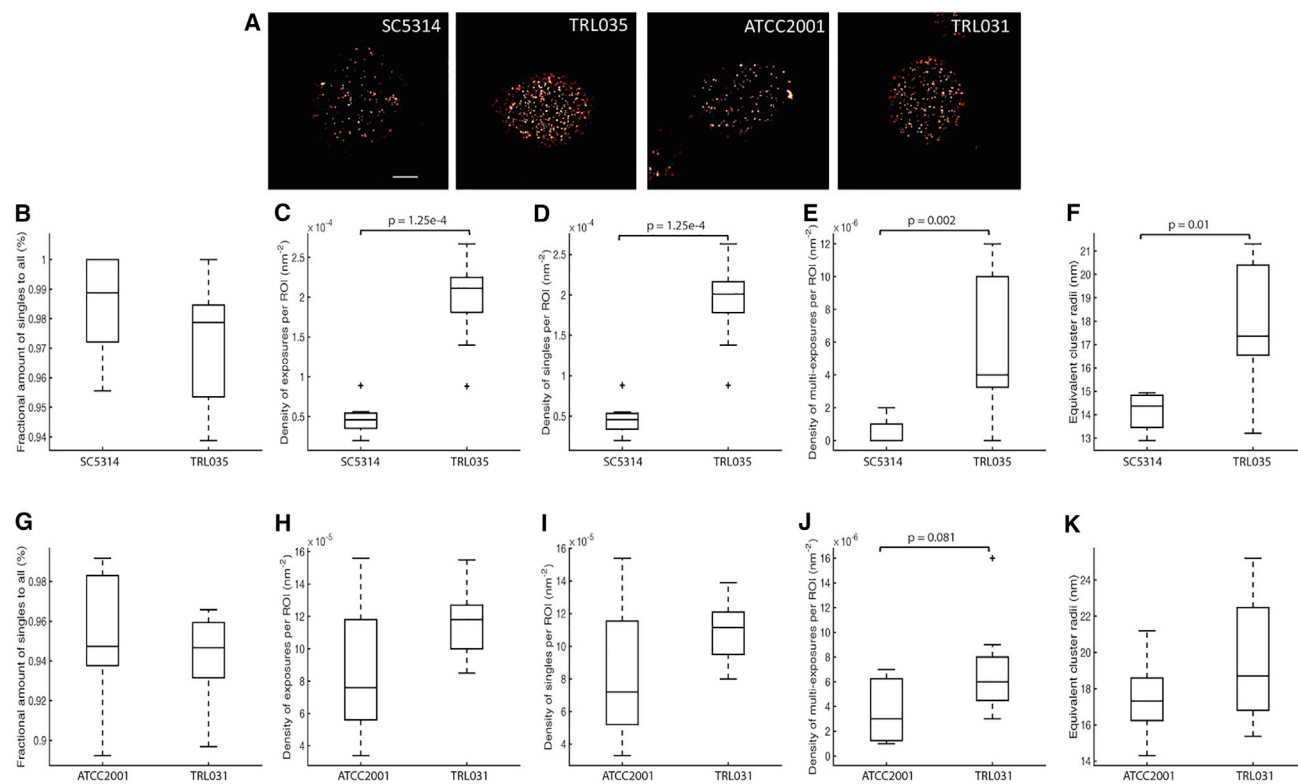 A
SC5314
TRL035
ATCC2001
TRL031
B
Fractional amount of singles to all (%)
1
0.99
0.98
0.97
0.96
0.95
0.94
SC5314
TRL035
C
x 10-4
p = 1.25e-4
Density of exposures per ROI (nm-2)
2.5
2
1.5
1
0.5
SC5314
TRL035
D
x 10-4
p = 1.25e-4
Density of singles per ROI (nm-2)
2.5
2
1.5
1
0.5
SC5314
TRL035
E
x 10-6
p = 0.002
Density of multi-exposures per ROI (nm-2)
12
10
8
6
4
2
0
SC5314
TRL035
F
p = 0.01
Equivalent cluster radii (nm)
21
20
19
18
17
16
15
14
13
SC5314
TRL035
G
Fractional amount of singles to all (%)
0.98
0.96
0.94
0.92
0.9
ATCC2001
TRL031
H
x 10-5
Density of exposures per ROI (nm-2)
16
14
12
10
8
6
4
ATCC2001
TRL031
I
x 10-5
Density of singles per ROI (nm-2)
16
14
12
10
8
6
4
ATCC2001
TRL031
J
x 10-6
p = 0.081
Density of multi-exposures per ROI (nm-2)
16
14
12
10
8
6
4
2
0
ATCC2001
TRL031
K
Equivalent cluster radii (nm)
24
22
20
18
16
14
ATCC2001
TRL031